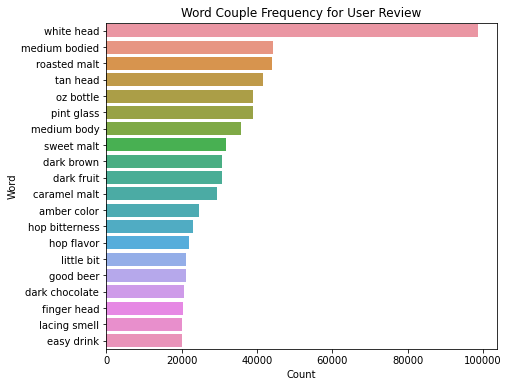 Word Couple Frequency for User Review
white head
medium bodied
roasted malt
tan head
oz bottle
pint glass
medium body
sweet malt
dark brown
dark fruit
caramel malt
amber color
hop bitterness
hop flavor
little bit
good beer
dark chocolate
finger head
lacing smell
easy drink
Word
0 20000 40000 60000 80000 100000
Count